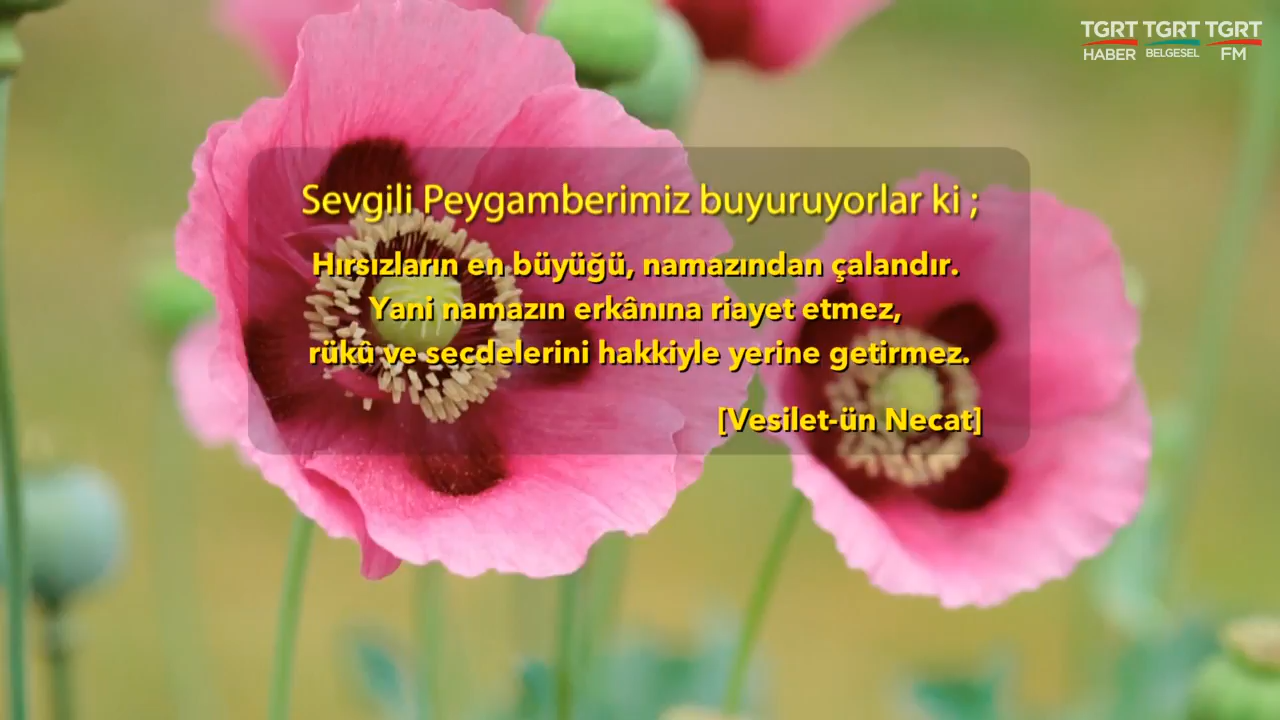 TGRT TGRT TGRT
HABER BELGESEL FM
Sevgili Peygamberimiz buyuruyorlar ki ;
Hırsızların en büyüğü, namazından çalandır.
Yani namazın erkânına riayet etmez,
rükû ve secdelerini hakkiyle yerine getirmez.
[Vesilet-ün Necat]